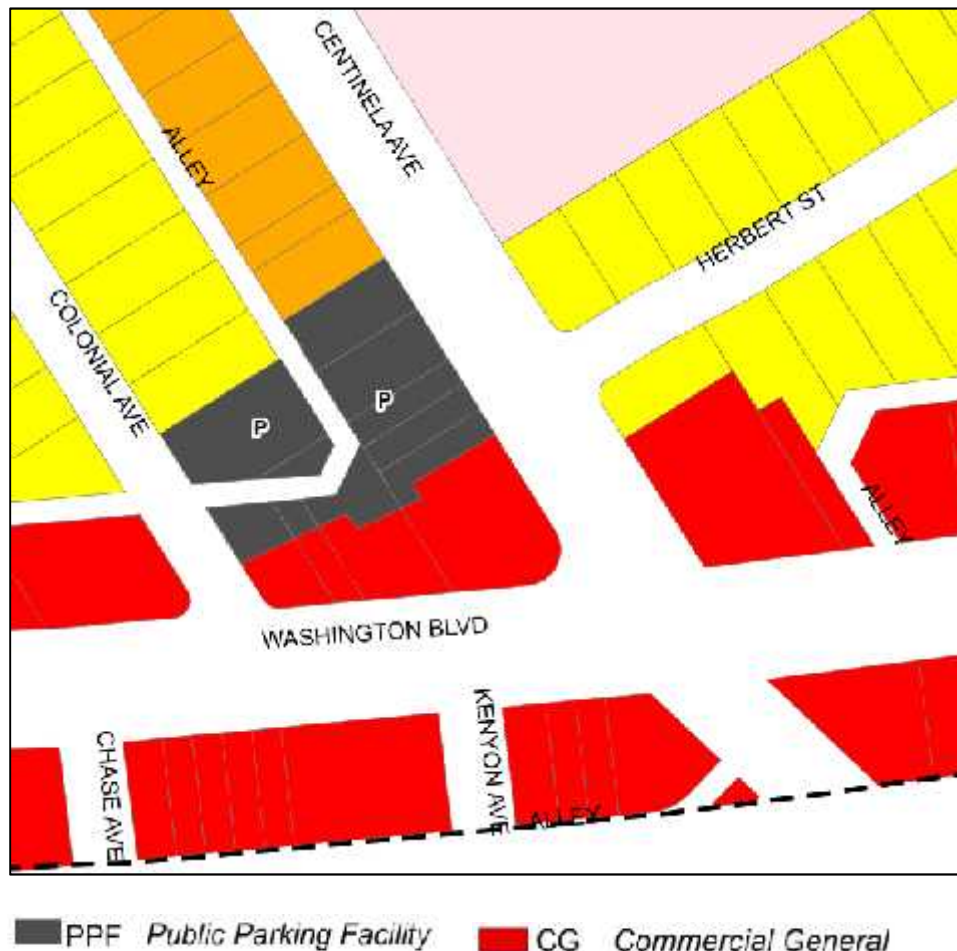 CENTINELA AVE
ALLEY
HERBERT ST
COLONIAL AVE
P
P
ALLEY
WASHINGTON BLVD
CHASE AVE
KENYON AVE
ALLEY
PPF Public Parking Facility
CG Commercial General